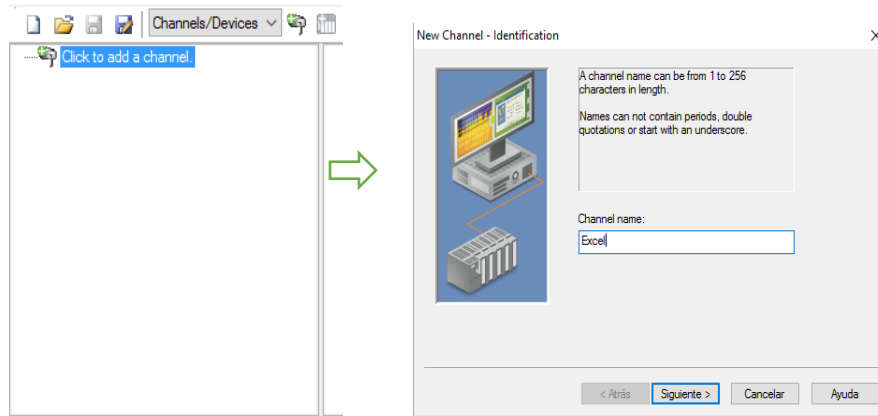 Channels/Devices
Click to add a channel.
New Channel - Identification
A channel name can be from 1 to 256
characters in length.
Names can not contain periods, double
quotations or start with an underscore.
Channel name:
Excel
< Atrás
Siguiente >
Cancelar
Ayuda